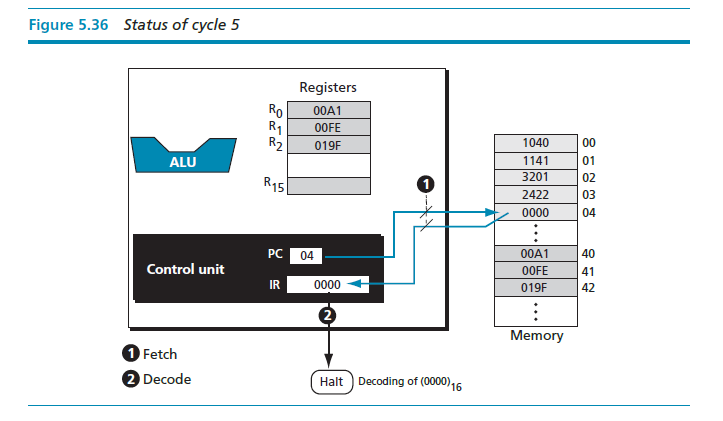 Figure 5.36 Status of cycle 5
Registers
R0 00A1
R1 00FE
R2 019F
R15
ALU
1
1040 00
1141 01
3201 02
2422 03
0000 04
00A1 40
00FE 41
019F 42
Memory
Control unit
PC 04
IR 0000
2
1 Fetch
2 Decode
Halt Decoding of (0000)16